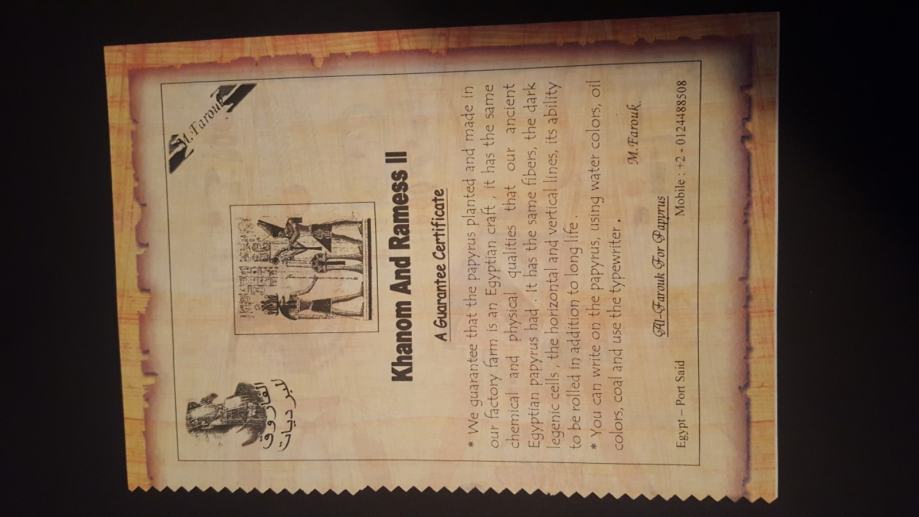 M.Farouk
الفاروق
للبرديات
Khanom And Ramess II
A Guarantee Certificate
* We guarantee that the papyrus planted and made in
our factory farm is an Egyptian craft , it has the same
chemical and physical qualities that our ancient
Egyptian papyrus had . It has the same fibers, the dark
legenic cells , the horizontal and vertical lines, its ability
to be rolled in addition to long life .
* You can write on the papyrus, using water colors, oil
colors, coal and use the typewriter .
M.Farouk.
Al-Farouk For Papyrus
Egypt – Port Said Mobile : +2 - 0124488508